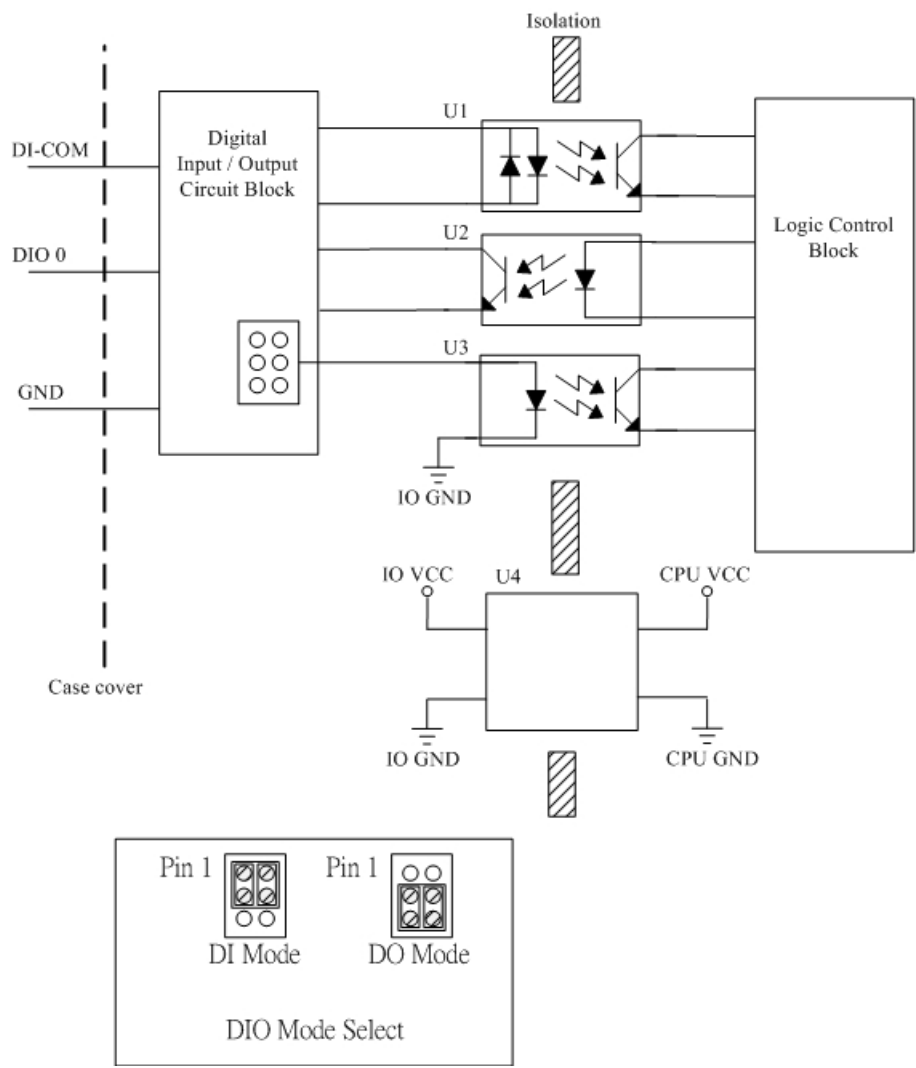 Isolation
U1
Digital
Input / Output
Circuit Block
DI-COM
Logic Control
Block
U2
DIO 0
U3
GND
IO GND
IO VCC
U4
CPU VCC
Case cover
IO GND
CPU GND
Pin 1
Pin 1
DI Mode
DO Mode
DIO Mode Select